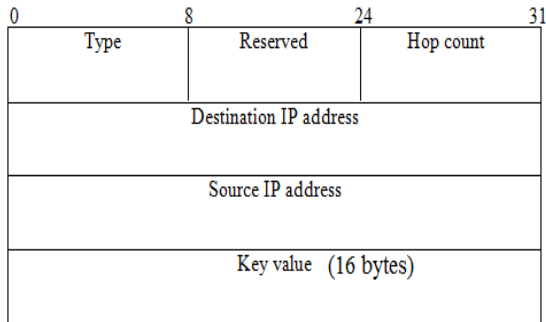 0 8 24 31
Type Reserved Hop count
Destination IP address
Source IP address
Key value (16 bytes)